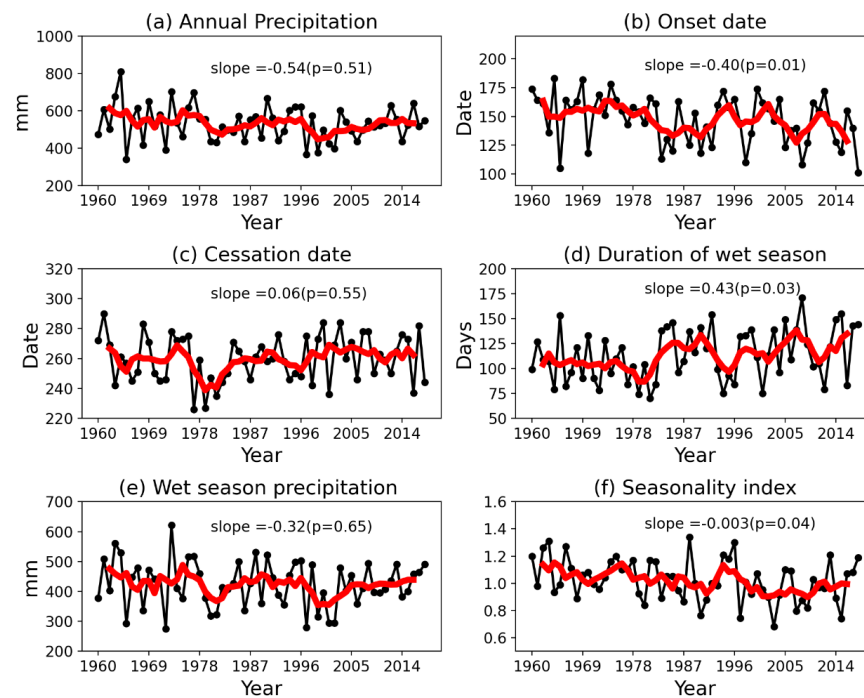 (a) Annual Precipitation
1000
800
600
400
200
mm
slope =-0.54(p=0.51)
1960 1969 1978 1987 1996 2005 2014
Year
(b) Onset date
200
175
150
125
100
Date
slope =-0.40(p=0.01)
1960 1969 1978 1987 1996 2005 2014
Year
(c) Cessation date
320
300
280
260
240
220
Date
slope =0.06(p=0.55)
1960 1969 1978 1987 1996 2005 2014
Year
(d) Duration of wet season
200
175
150
125
100
75
50
Days
slope =0.43(p=0.03)
1960 1969 1978 1987 1996 2005 2014
Year
(e) Wet season precipitation
700
600
500
400
300
200
mm
slope =-0.32(p=0.65)
1960 1969 1978 1987 1996 2005 2014
Year
(f) Seasonality index
1.6
1.4
1.2
1.0
0.8
0.6
slope =-0.003(p=0.04)
1960 1969 1978 1987 1996 2005 2014
Year